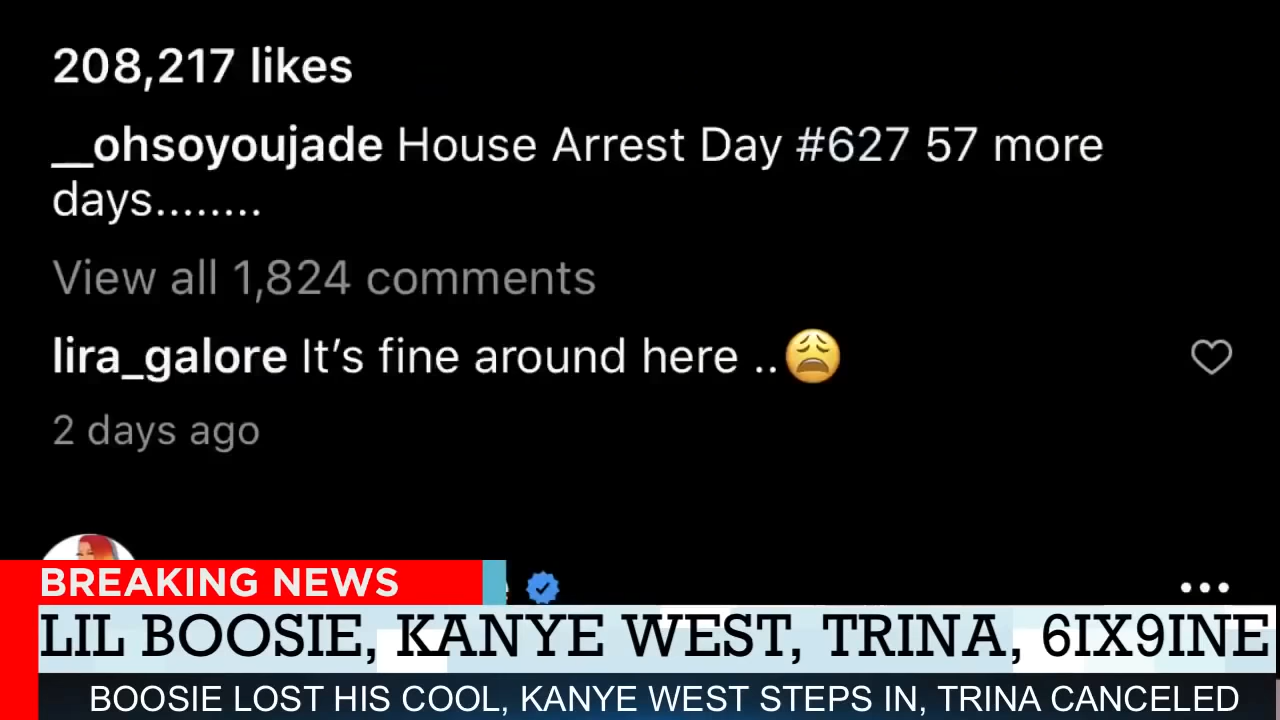 208,217 likes
__ohsoyoujade House Arrest Day #627 57 more
days........
View all 1,824 comments
lira_galore It’s fine around here ..😩
2 days ago
BREAKING NEWS
LIL BOOSIE, KANYE WEST, TRINA, 6IX9INE
BOOSIE LOST HIS COOL, KANYE WEST STEPS IN, TRINA CANCELED